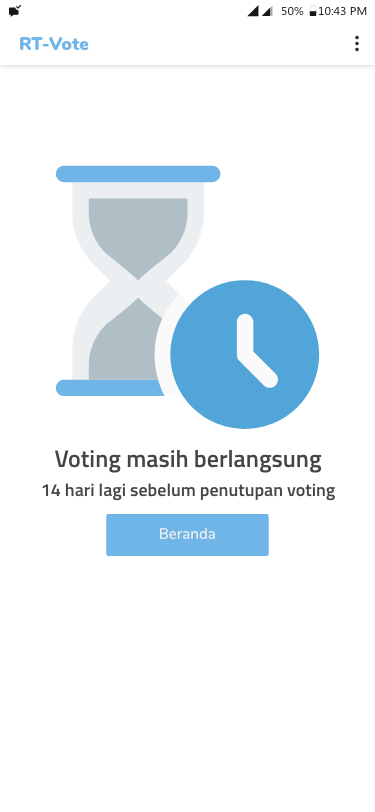 50% 10:43 PM
RT-Vote
Voting masih berlangsung
14 hari lagi sebelum penutupan voting
Beranda